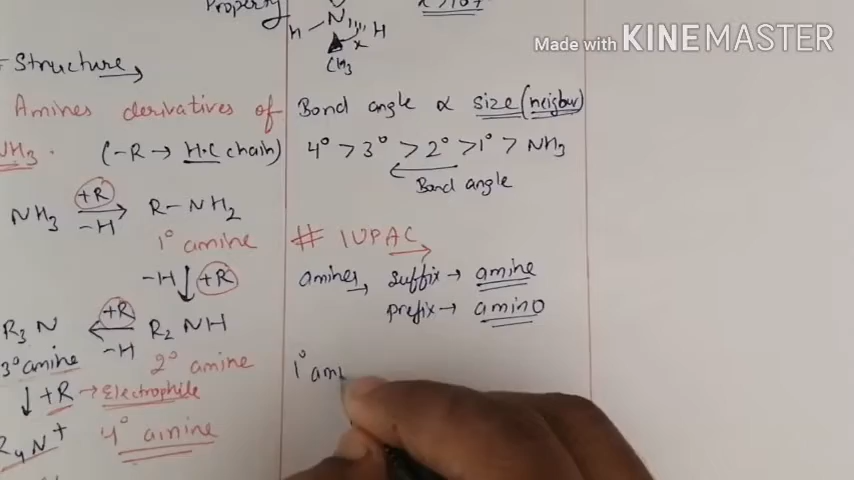 Property
H N H
x
CH3
Made with KINEMASTER
Structure
Amines derivatives of
NH3. (-R → H.C chain)
NH3 +R -H R-NH2
1° amine
-H +R
R3N +R -H R2NH
3° amine 2° amine
+R → Electrophile
R4N+ 4° amine
Bond angle ∝ size (neigbur)
4° > 3° > 2° > 1° > NH3
Bond angle
# IUPAC
amines suffix → amine
prefix → amino
1° ami